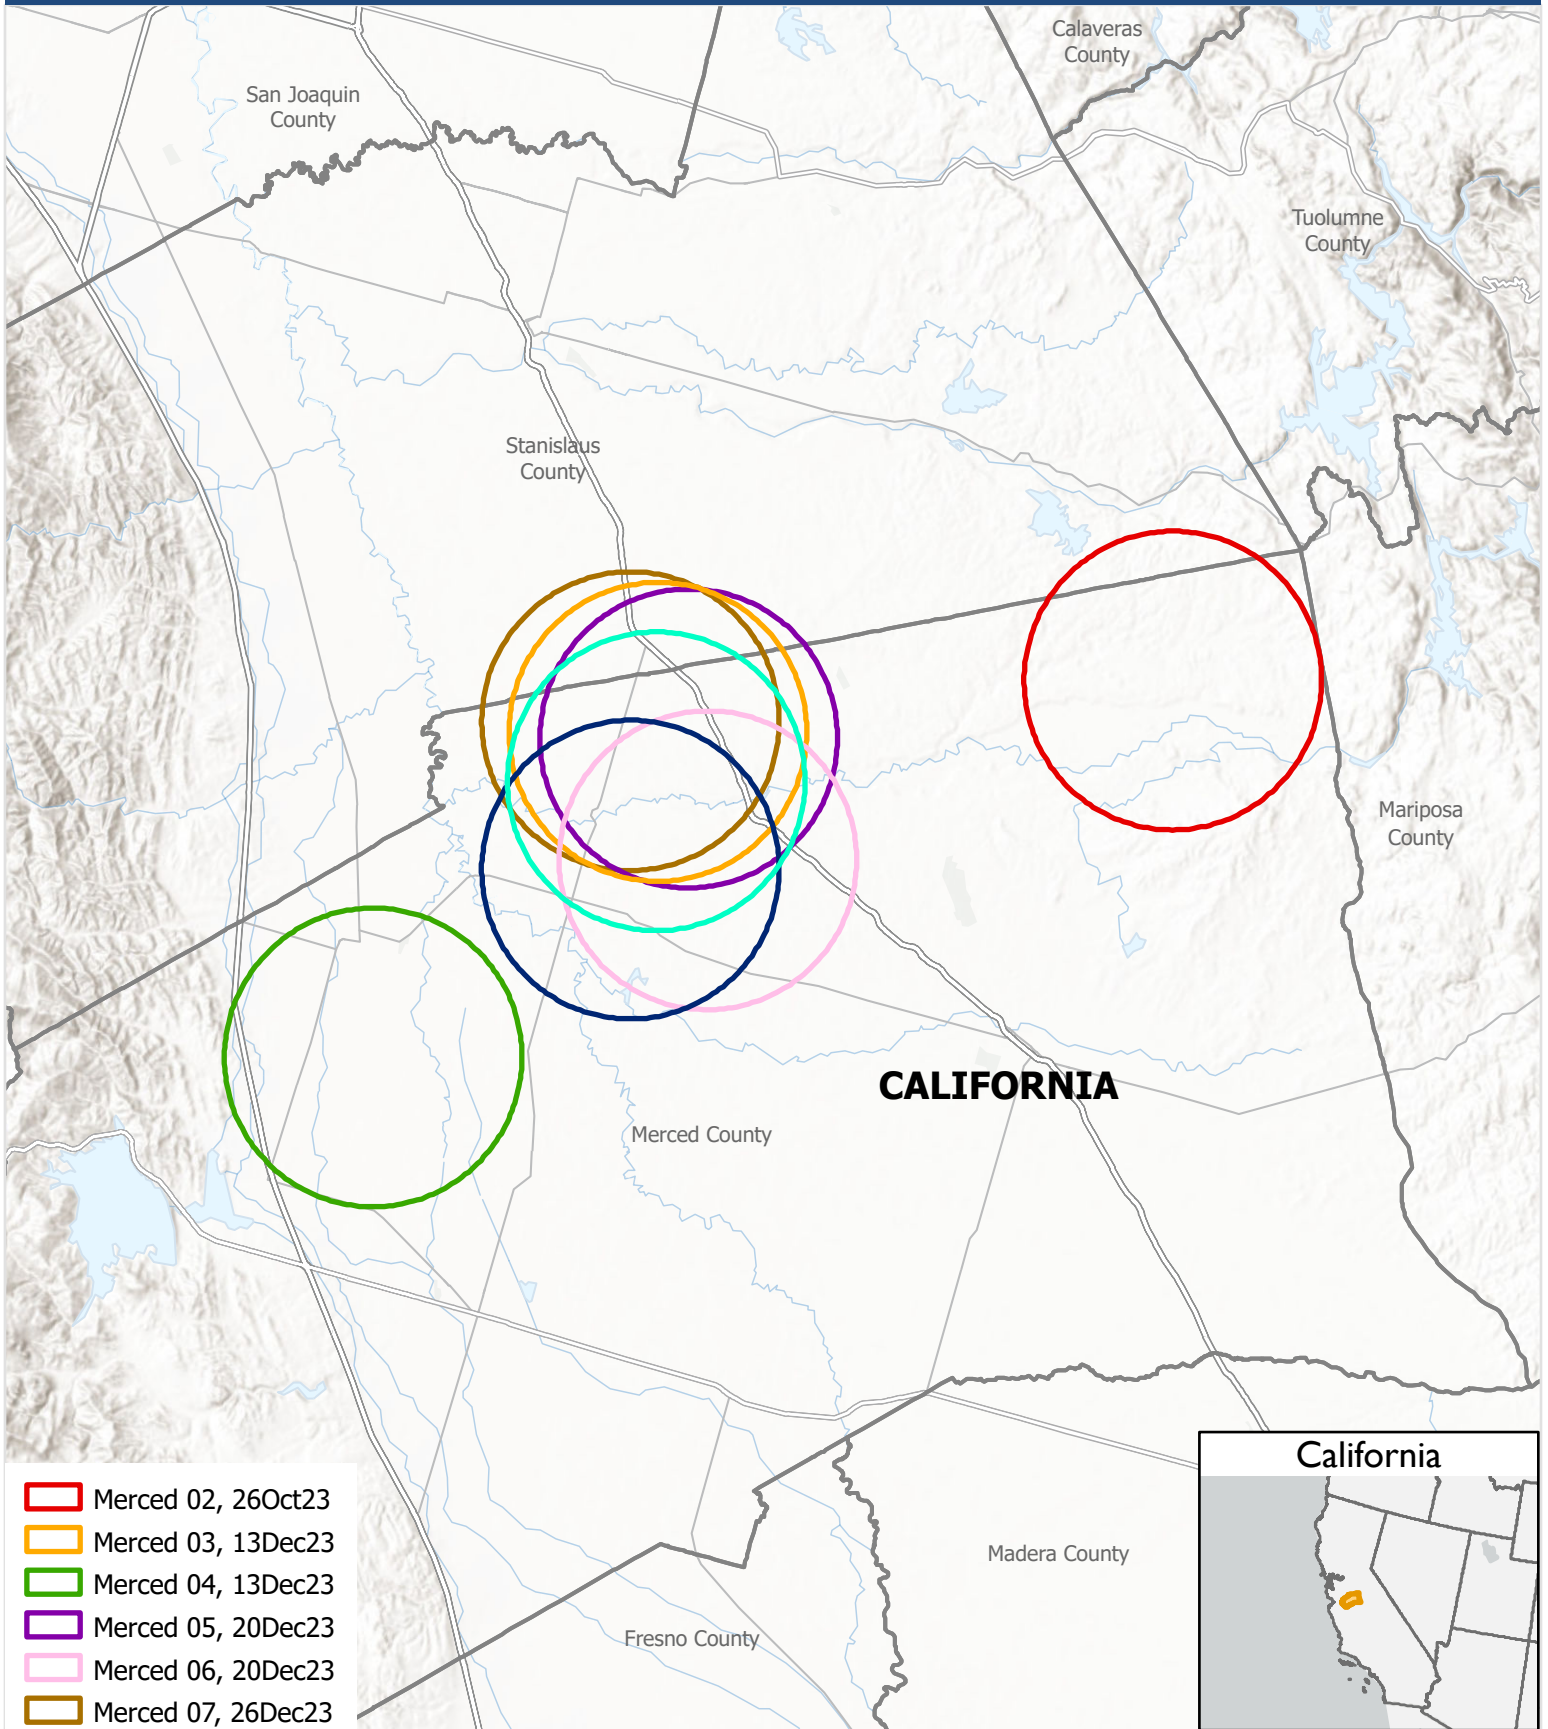 Calaveras
County
San Joaquin
County
Tuolumne
County
Stanislaus
County
Mariposa
County
CALIFORNIA
Merced County
Madera County
Fresno County
Merced 02, 26Oct23
Merced 03, 13Dec23
Merced 04, 13Dec23
Merced 05, 20Dec23
Merced 06, 20Dec23
Merced 07, 26Dec23
California